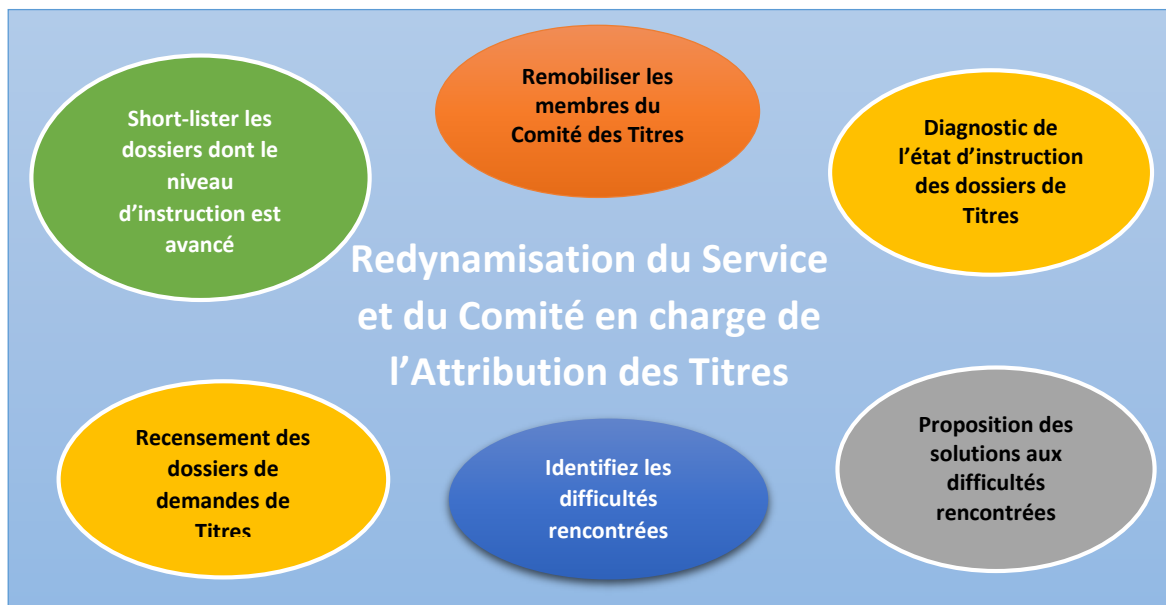 Short-lister les
dossiers dont le
niveau
d’instruction est
avancé
Remobiliser les
membres du
Comité des Titres
Diagnostic de
l’état d’instruction
des dossiers de
Titres
Redynamisation du Service
et du Comité en charge de
l’Attribution des Titres
Recensement des
dossiers de
demandes de
Titres
Identifiez les
difficultés
rencontrées
Proposition des
solutions aux
difficultés
rencontrées